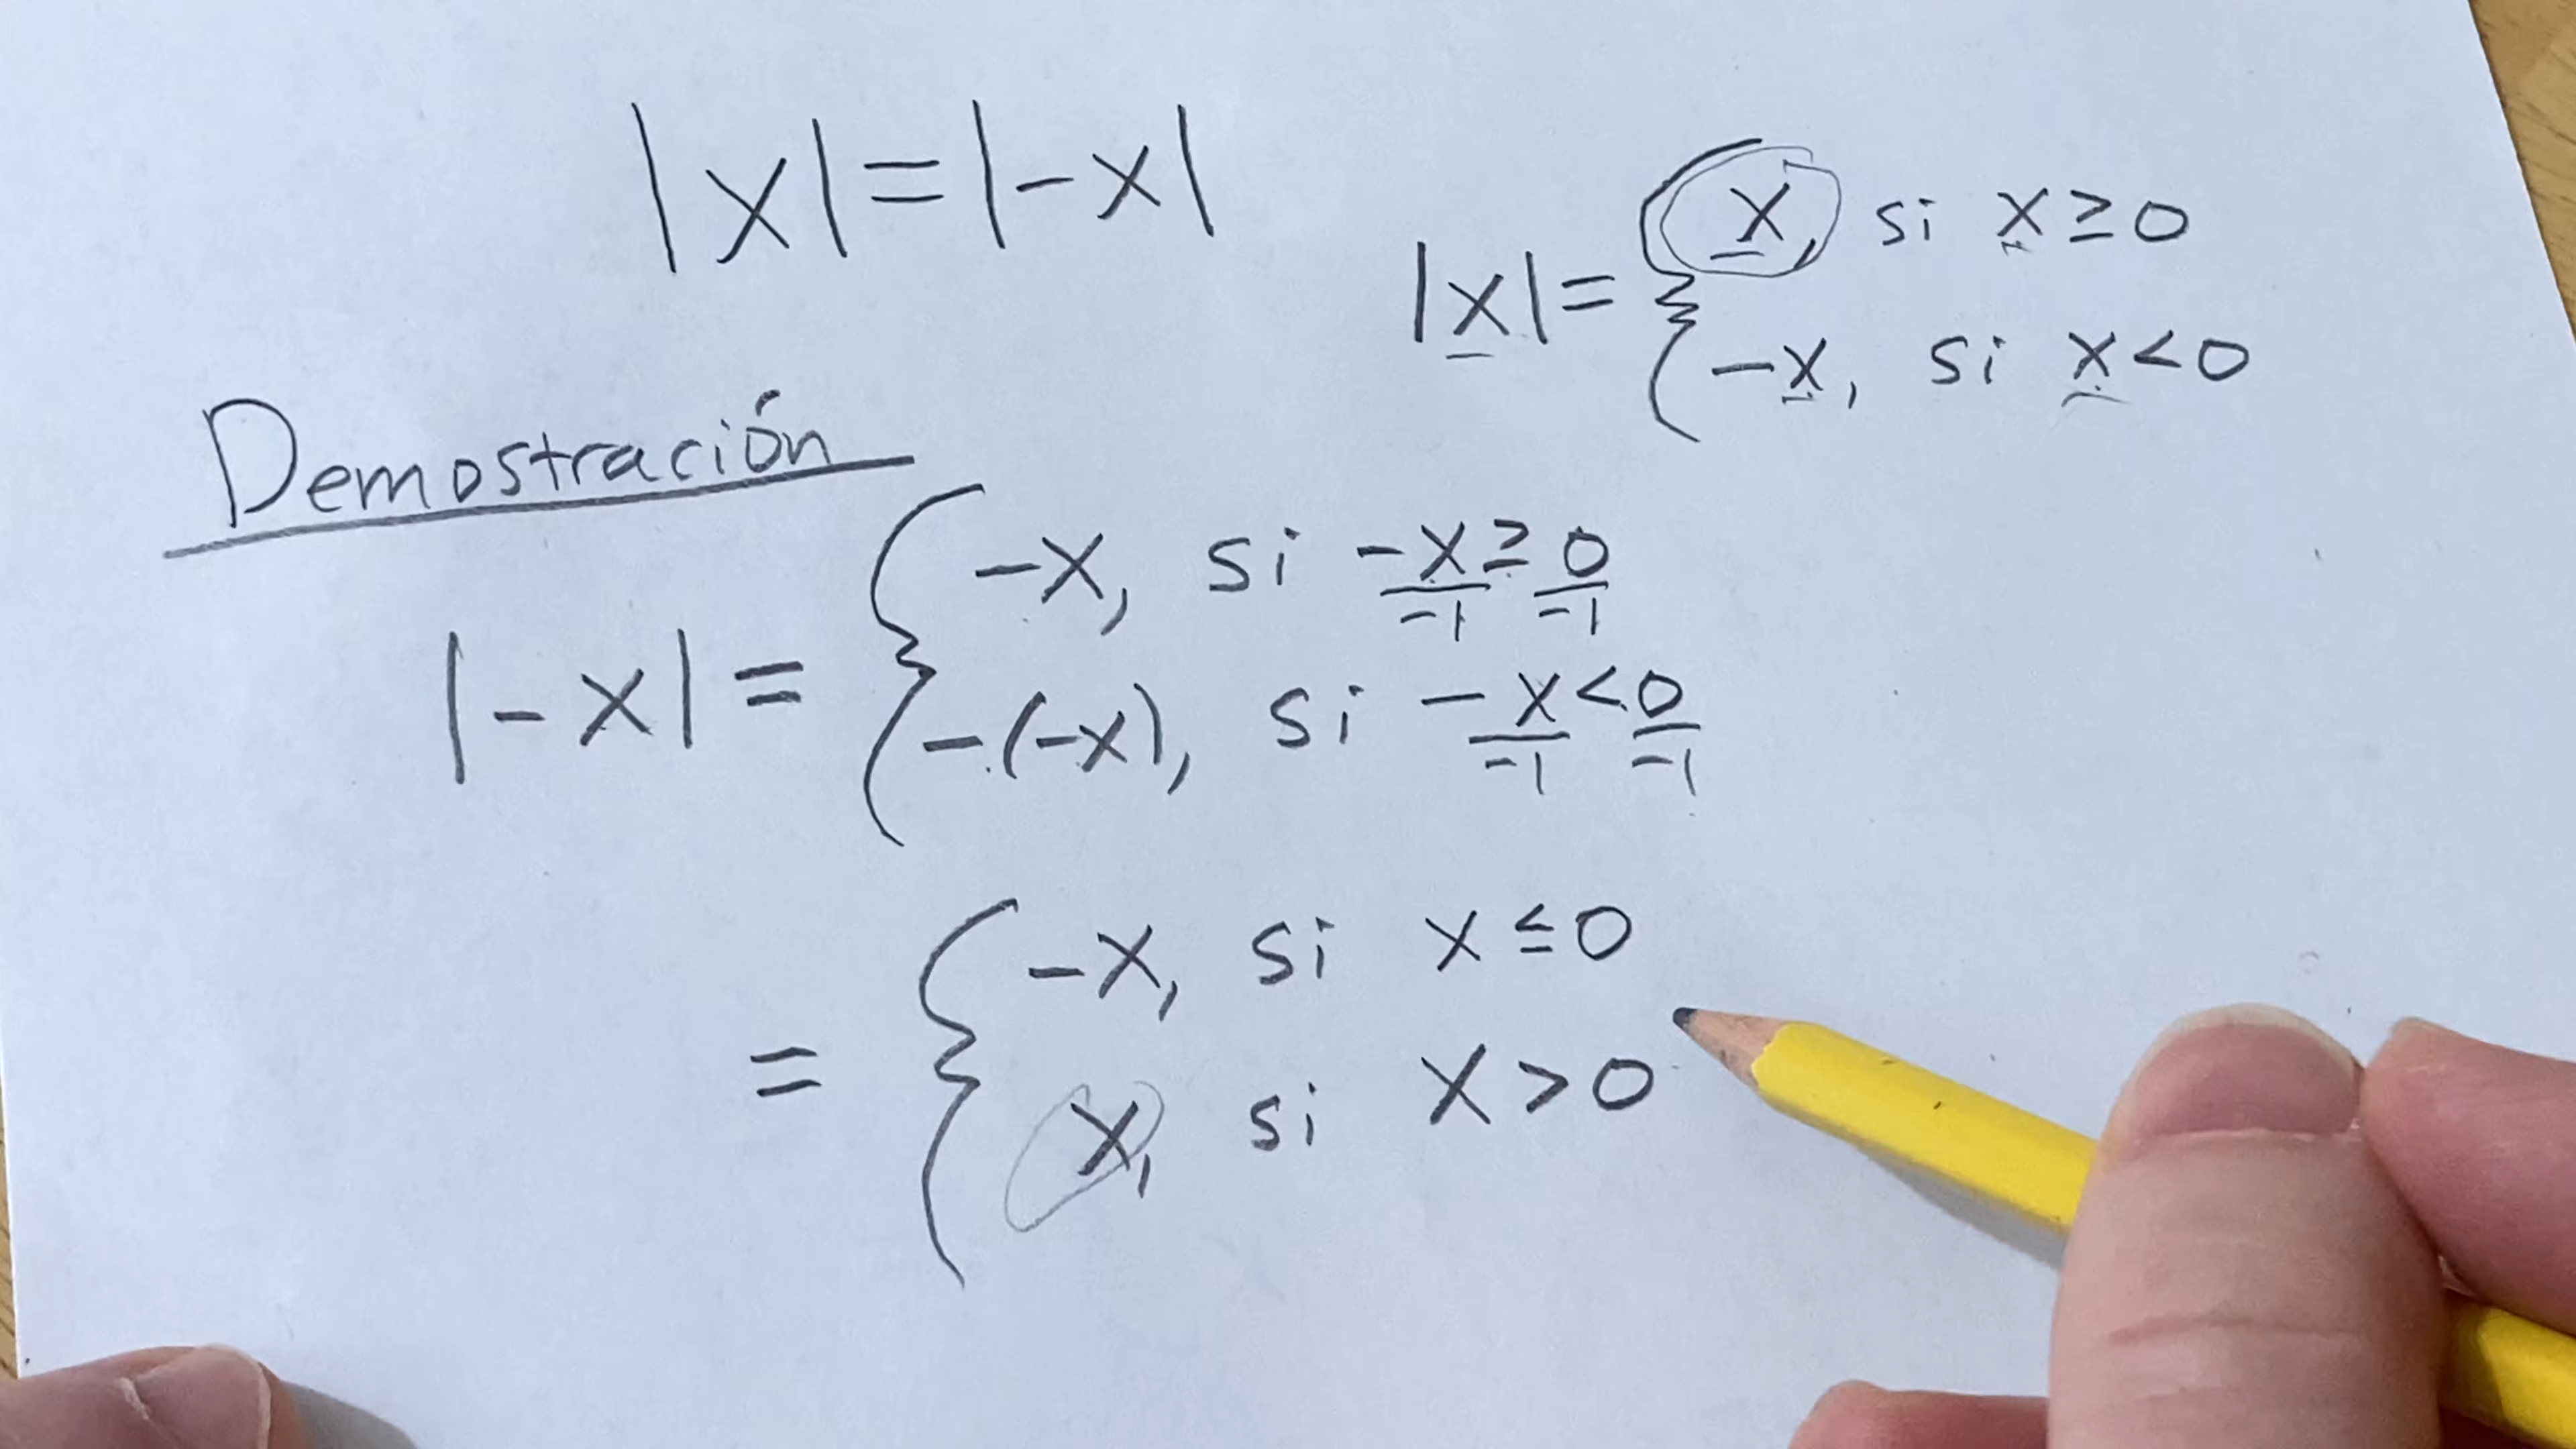 |x| = |-x|
|x| = { x, si x ≥ 0
-x, si x < 0
Demostración
|-x| = { -x, si -x/-1 ≥ 0/-1
-(-x), si -x/-1 < 0/-1
= { -x, si x ≤ 0
x, si x > 0